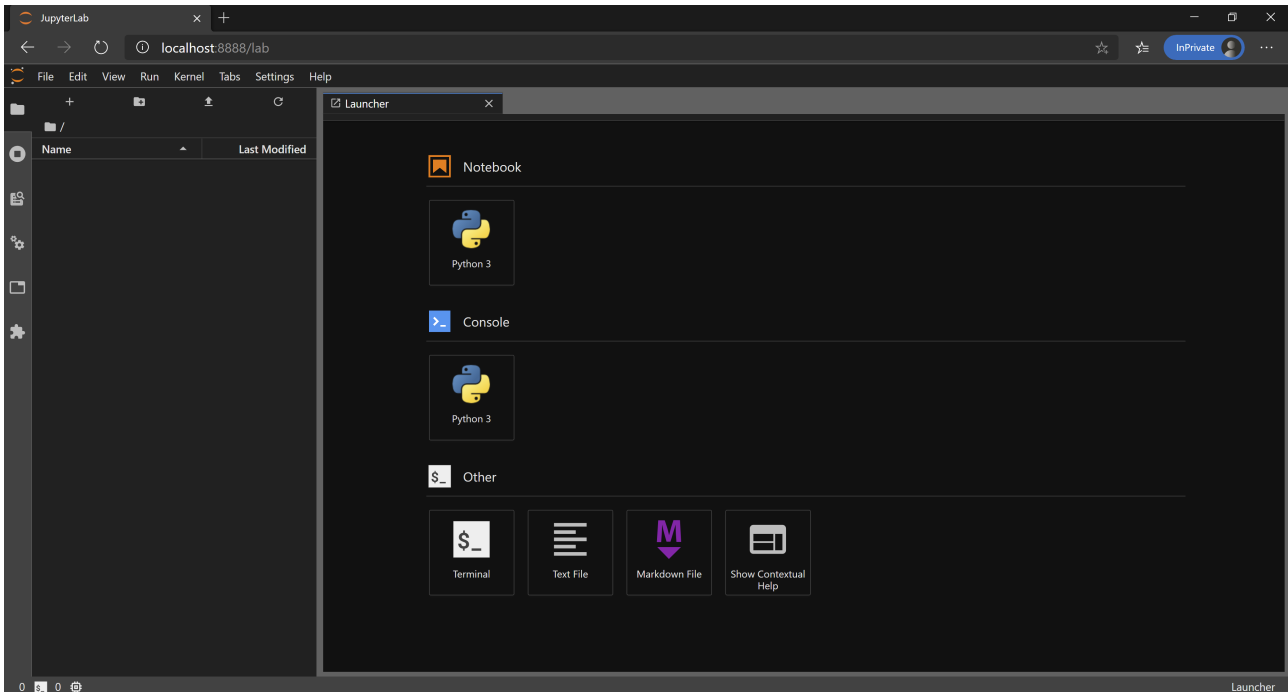 JupyterLab
localhost:8888/lab
InPrivate
File Edit View Run Kernel Tabs Settings Help
Launcher
/
Name Last Modified
Notebook
Python 3
Console
>_
Python 3
$_ Other
$_
M
Terminal Text File Markdown File Show Contextual
Help
0 $_ 0 Launcher